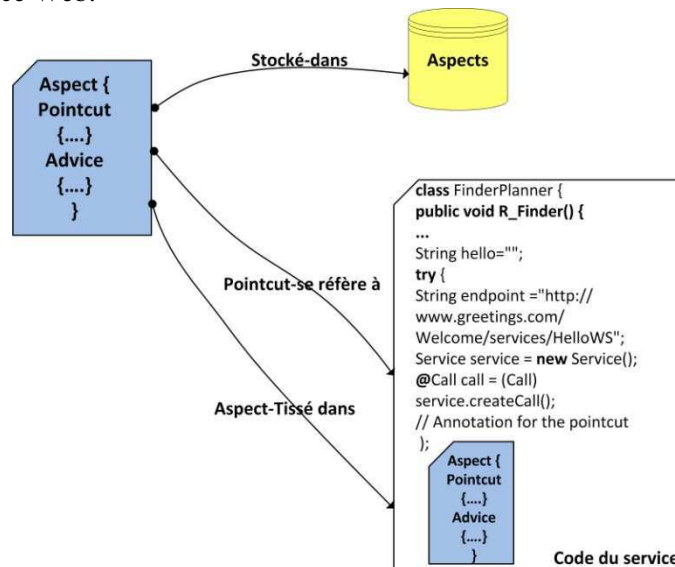 Stocké-dans
Aspects
Aspect {
Pointcut
{....}
Advice
{....}
}
class FinderPlanner {
public void R_Finder() {
...
String hello="";
try {
String endpoint ="http://
www.greetings.com/
Welcome/services/HelloWS";
Service service = new Service();
@Call call = (Call)
service.createCall();
// Annotation for the pointcut
);
Pointcut-se réfère à
Aspect-Tissé dans
Aspect {
Pointcut
{....}
Advice
{....}
}
Code du service